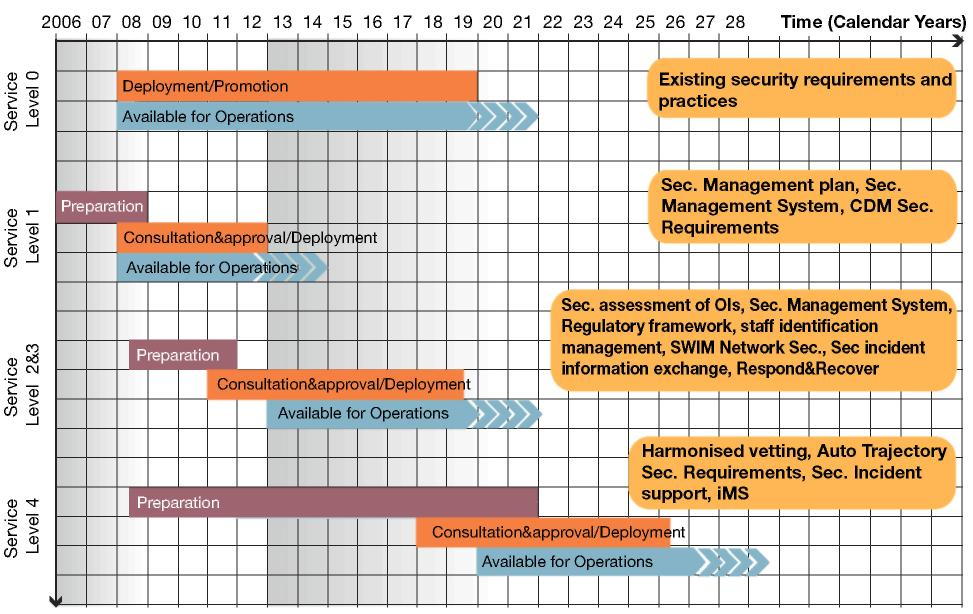 2006 07 08 09 10 11 12 13 14 15 16 17 18 19 20 21 22 23 24 25 26 27 28 Time (Calendar Years)
Service
Level 0
Deployment/Promotion
Available for Operations
Existing security requirements and
practices
Service
Level 1
Preparation
Consultation&approval/Deployment
Available for Operations
Sec. Management plan, Sec.
Management System, CDM Sec.
Requirements
Service
Level 2&3
Preparation
Consultation&approval/Deployment
Available for Operations
Sec. assessment of OIs, Sec. Management System,
Regulatory framework, staff identification
management, SWIM Network Sec., Sec incident
information exchange, Respond&Recover
Service
Level 4
Preparation
Consultation&approval/Deployment
Available for Operations
Harmonised vetting, Auto Trajectory
Sec. Requirements, Sec. Incident
support, iMS